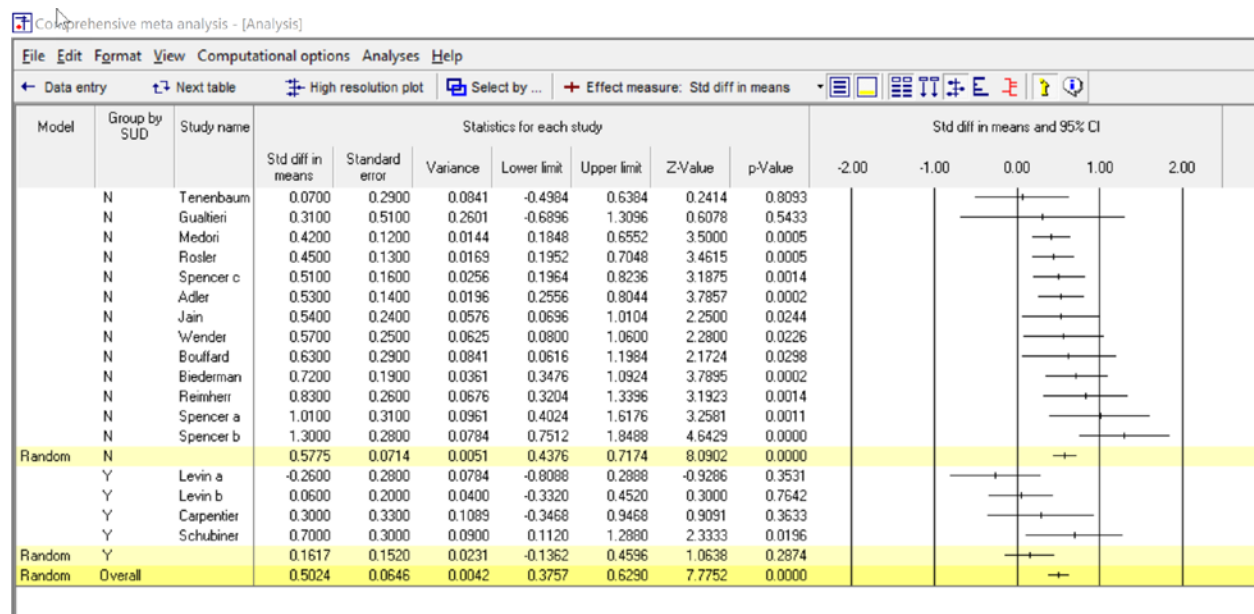 Comprehensive meta analysis - [Analysis]
File Edit Format View Computational options Analyses Help
← Data entry Next table High resolution plot Select by ... Effect measure: Std diff in means
Model Group by SUD Study name Statistics for each study Std diff in means and 95% CI
Std diff in means Standard error Variance Lower limit Upper limit Z-Value p-Value -2.00 -1.00 0.00 1.00 2.00
N Tenenbaum 0.0700 0.2900 0.0841 -0.4984 0.6384 0.2414 0.8093
N Gualtieri 0.3100 0.5100 0.2601 -0.6896 1.3096 0.6078 0.5433
N Medori 0.4200 0.1200 0.0144 0.1848 0.6552 3.5000 0.0005
N Rosler 0.4500 0.1300 0.0169 0.1952 0.7048 3.4615 0.0005
N Spencer c 0.5100 0.1600 0.0256 0.1964 0.8236 3.1875 0.0014
N Adler 0.5300 0.1400 0.0196 0.2556 0.8044 3.7857 0.0002
N Jain 0.5400 0.2400 0.0576 0.0696 1.0104 2.2500 0.0244
N Wender 0.5700 0.2500 0.0625 0.0800 1.0600 2.2800 0.0226
N Bouffard 0.6300 0.2900 0.0841 0.0616 1.1984 2.1724 0.0298
N Biederman 0.7200 0.1900 0.0361 0.3476 1.0924 3.7895 0.0002
N Reimherr 0.8300 0.2600 0.0676 0.3204 1.3396 3.1923 0.0014
N Spencer a 1.0100 0.3100 0.0961 0.4024 1.6176 3.2581 0.0011
N Spencer b 1.3000 0.2800 0.0784 0.7512 1.8488 4.6429 0.0000
Random N 0.5775 0.0714 0.0051 0.4376 0.7174 8.0902 0.0000
Y Levin a -0.2600 0.2800 0.0784 -0.8088 0.2888 -0.9286 0.3531
Y Levin b 0.0600 0.2000 0.0400 -0.3320 0.4520 0.3000 0.7642
Y Carpentier 0.3000 0.3300 0.1089 -0.3468 0.9468 0.9091 0.3633
Y Schubiner 0.7000 0.3000 0.0900 0.1120 1.2880 2.3333 0.0196
Random Y 0.1617 0.1520 0.0231 -0.1362 0.4596 1.0638 0.2874
Random Overall 0.5024 0.0646 0.0042 0.3757 0.6290 7.7752 0.0000